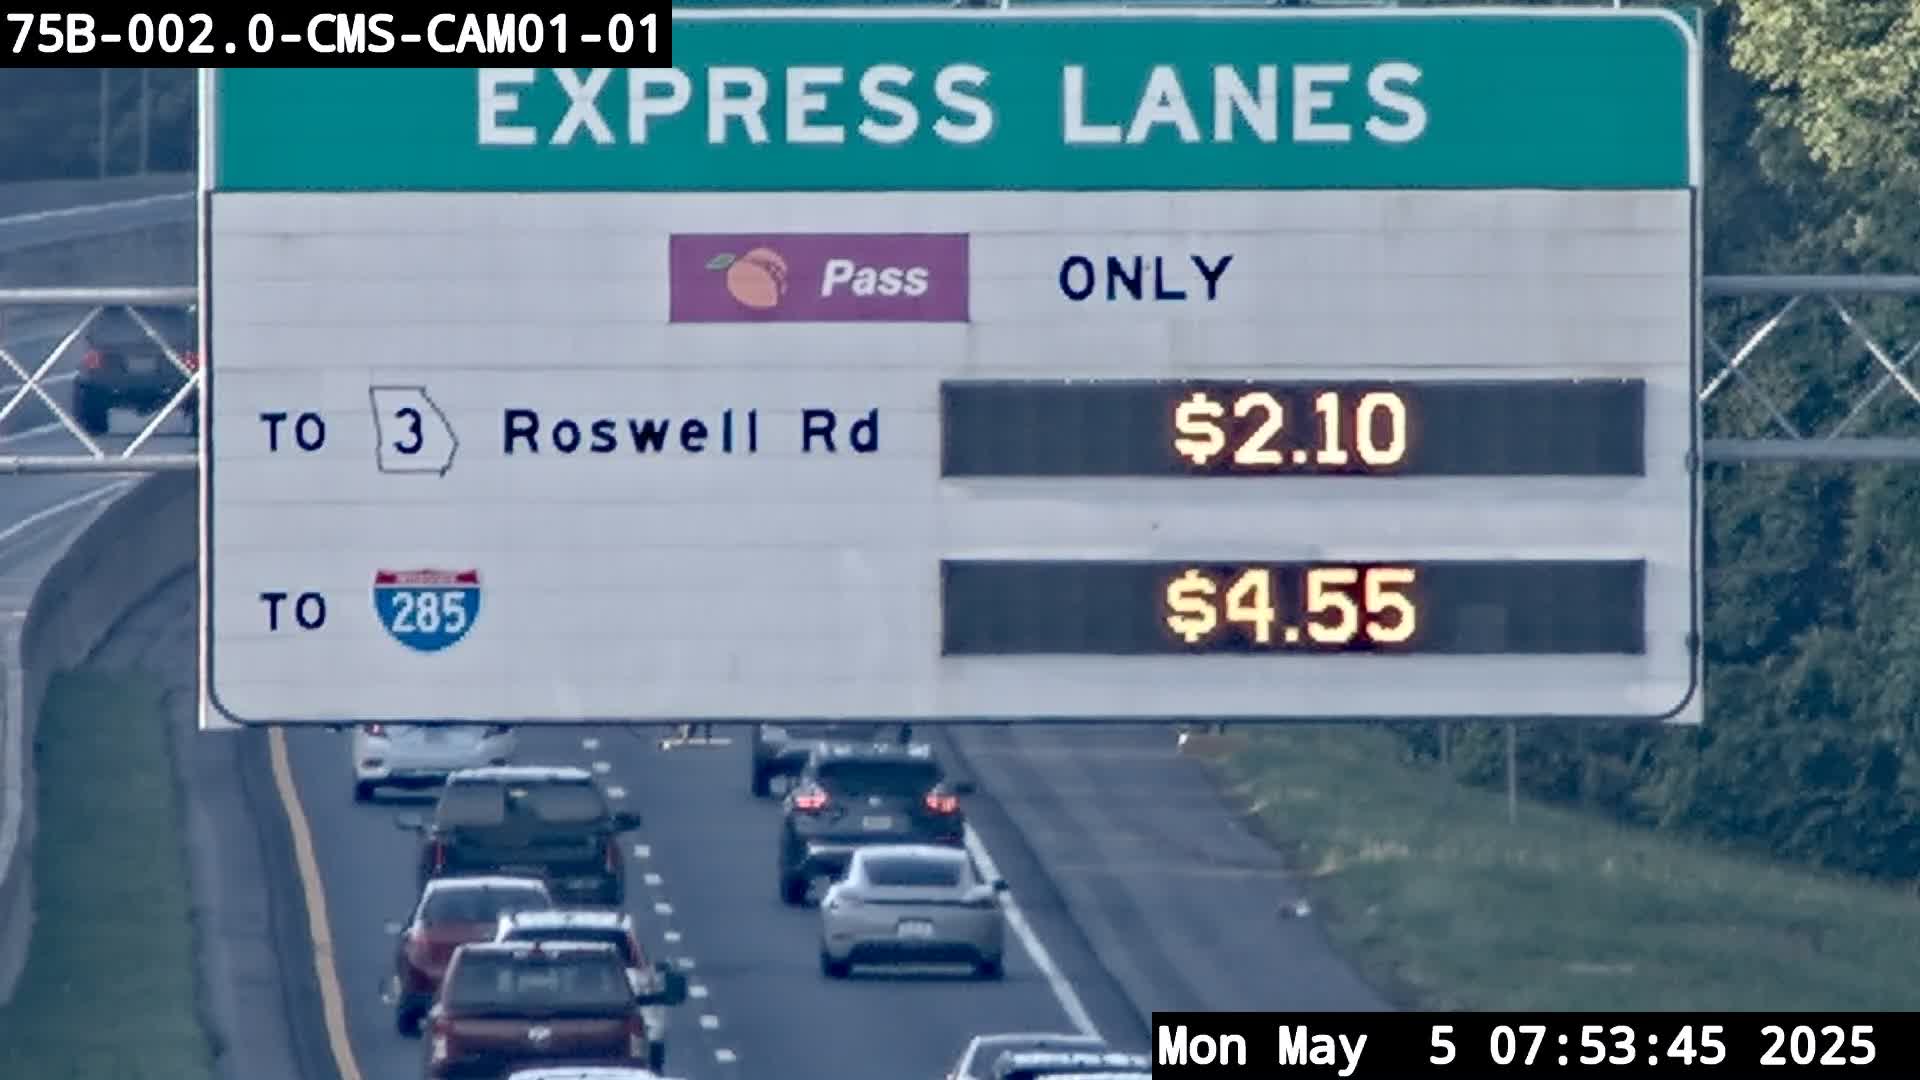 75B-002.0-CMS-CAM01-01
EXPRESS LANES
Pass ONLY
TO 3 Roswell Rd $2.10
TO 285 $4.55
Mon May 5 07:53:45 2025